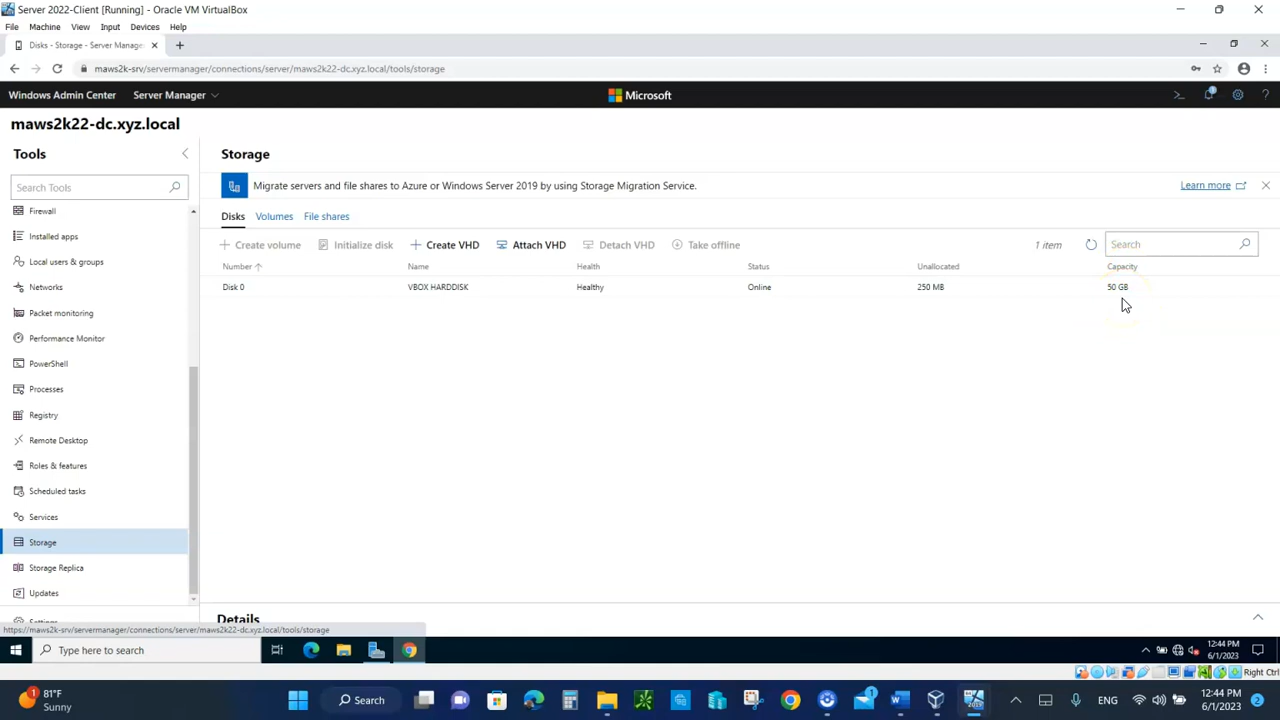 Server 2022-Client [Running] - Oracle VM VirtualBox
File Machine View Input Devices Help
Disks - Storage - Server Manage
maws2k-srv/servermanager/connections/server/maws2k22-dc.xyz.local/tools/storage
Windows Admin Center Server Manager Microsoft
maws2k22-dc.xyz.local
Tools
Search Tools
Firewall
Installed apps
Local users & groups
Networks
Packet monitoring
Performance Monitor
PowerShell
Processes
Registry
Remote Desktop
Roles & features
Scheduled tasks
Services
Storage
Storage Replica
Updates
Settings
Storage
Migrate servers and file shares to Azure or Windows Server 2019 by using Storage Migration Service. Learn more
Disks Volumes File shares
Create volume Initialize disk Create VHD Attach VHD Detach VHD Take offline 1 item Search
Number Name Health Status Unallocated Capacity
Disk 0 VBOX HARDDISK Healthy Online 250 MB 50 GB
Details
https://maws2k-srv/servermanager/connections/server/maws2k22-dc.xyz.local/tools/storage
Type here to search
12:44 PM
6/1/2023
Right Ctrl
81°F
Sunny
Search
1
2019
ENG
12:44 PM
6/1/2023
2